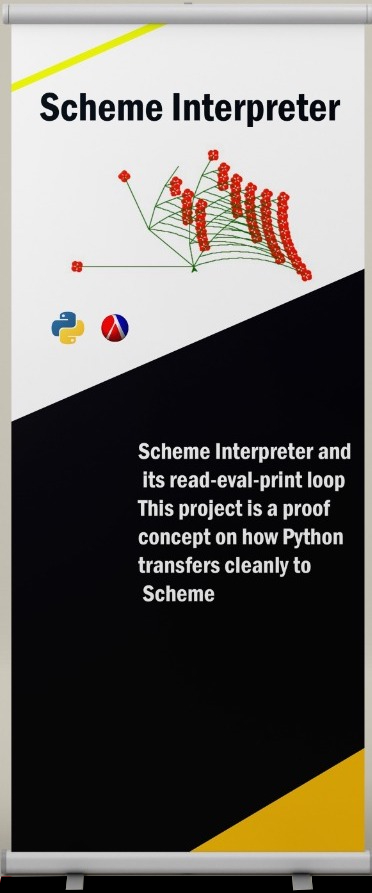 Scheme Interpreter
Scheme Interpreter and
its read-eval-print loop
This project is a proof
concept on how Python
transfers cleanly to
Scheme